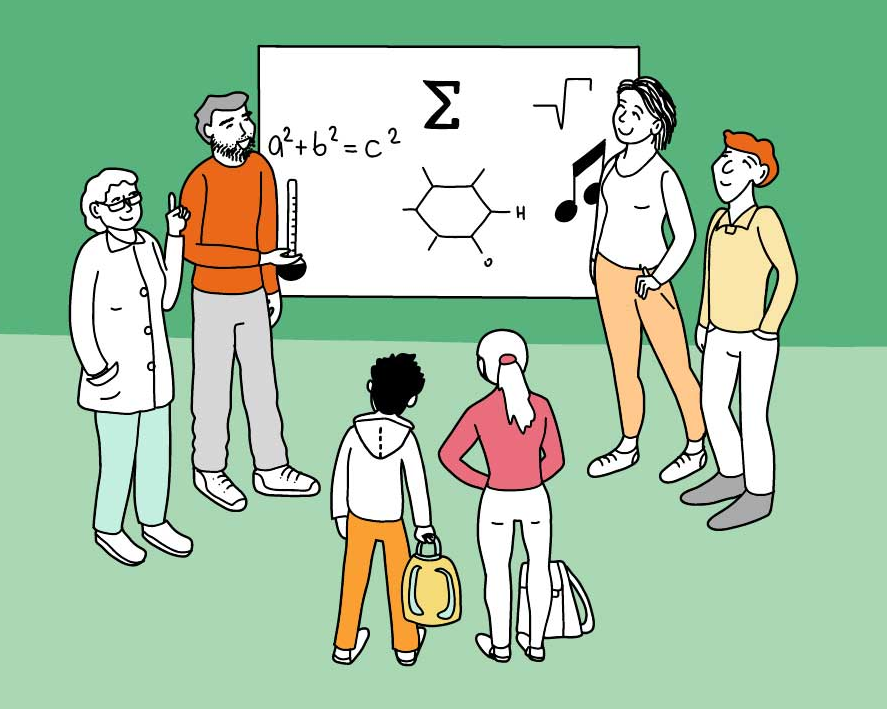 Σ √
a²+b²=c²
H
o